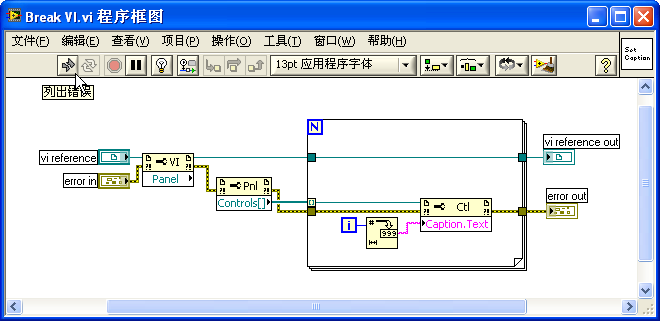 Break VI.vi 程序框图
文件(F) 编辑(E) 查看(V) 项目(P) 操作(O) 工具(T) 窗口(W) 帮助(H)
Set Caption
13pt 应用程序字体
?
列出错误
N
vi reference out
vi reference
VI
Panel
error in
Pnl
Controls[]
error out
Ctl
Caption.Text
i
#
999